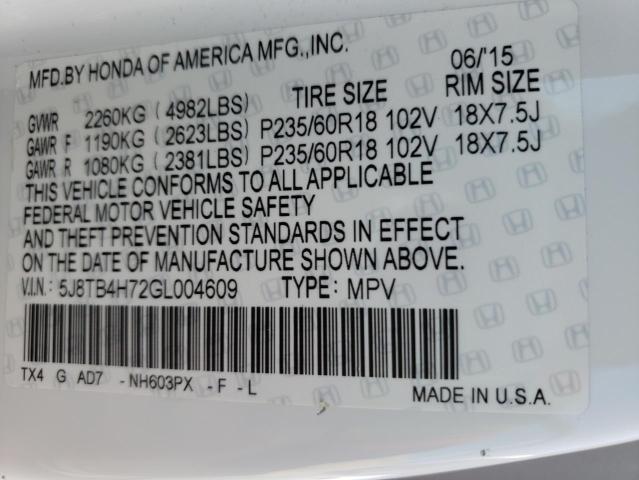 MFD.BY HONDA OF AMERICA MFG.,INC. 06/'15
TIRE SIZE RIM SIZE
GVWR 2260KG (4982LBS)
GAWR F 1190KG (2623LBS) P235/60R18 102V 18X7.5J
GAWR R 1080KG (2381LBS) P235/60R18 102V 18X7.5J
THIS VEHICLE CONFORMS TO ALL APPLICABLE
FEDERAL MOTOR VEHICLE SAFETY
AND THEFT PREVENTION STANDARDS IN EFFECT
ON THE DATE OF MANUFACTURE SHOWN ABOVE.
V.I.N.: 5J8TB4H72GL004609 TYPE: MPV
TX4 G AD7 -NH603PX -F -L
MADE IN U.S.A.